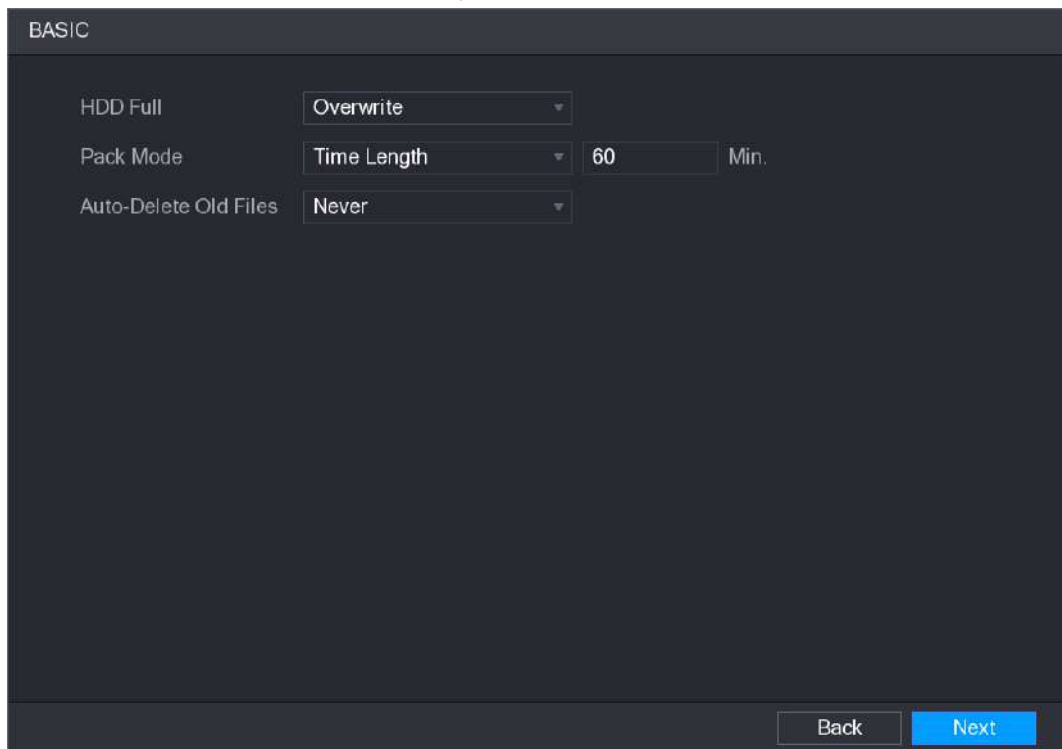 BASIC
HDD Full Overwrite
Pack Mode Time Length 60 Min.
Auto-Delete Old Files Never
Back Next